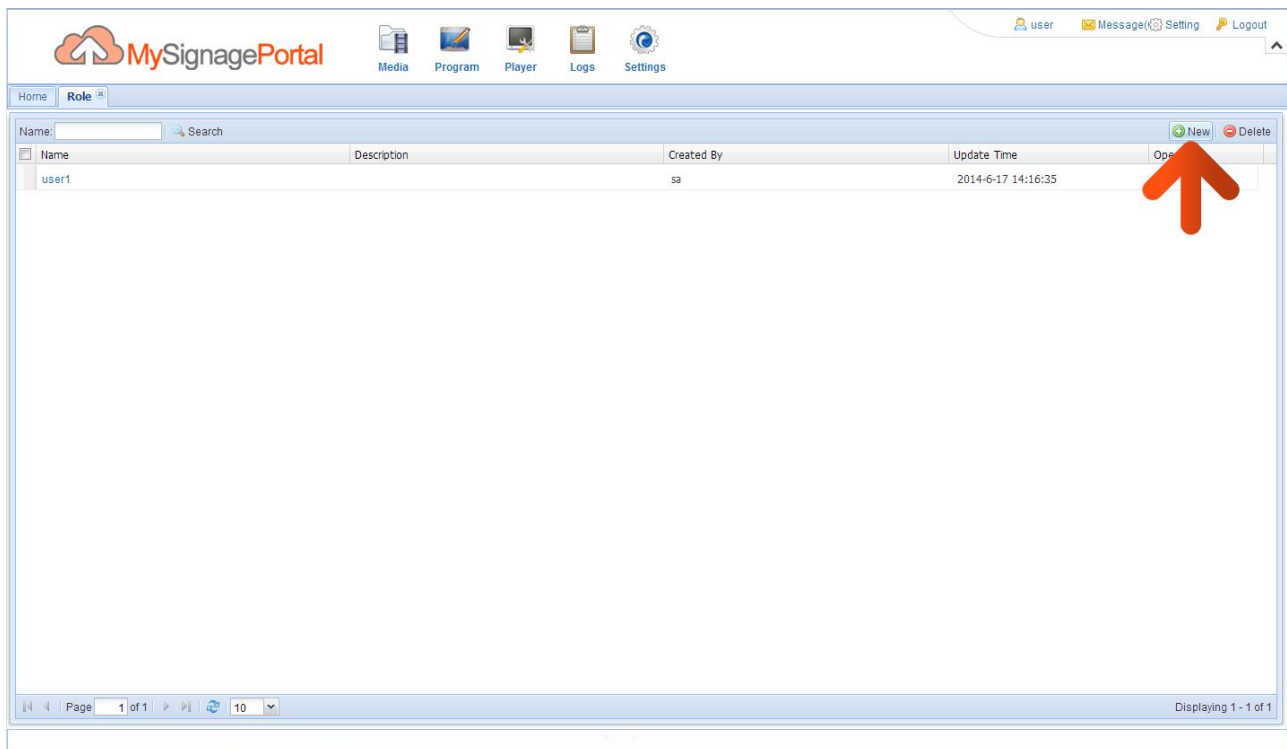 user Message( Setting Logout
MySignagePortal
Media Program Player Logs Settings
Home Role
Name: Search New Delete
Name Description Created By Update Time
user1 sa 2014-6-17 14:16:35
Page 1 of 1 10 Displaying 1 - 1 of 1